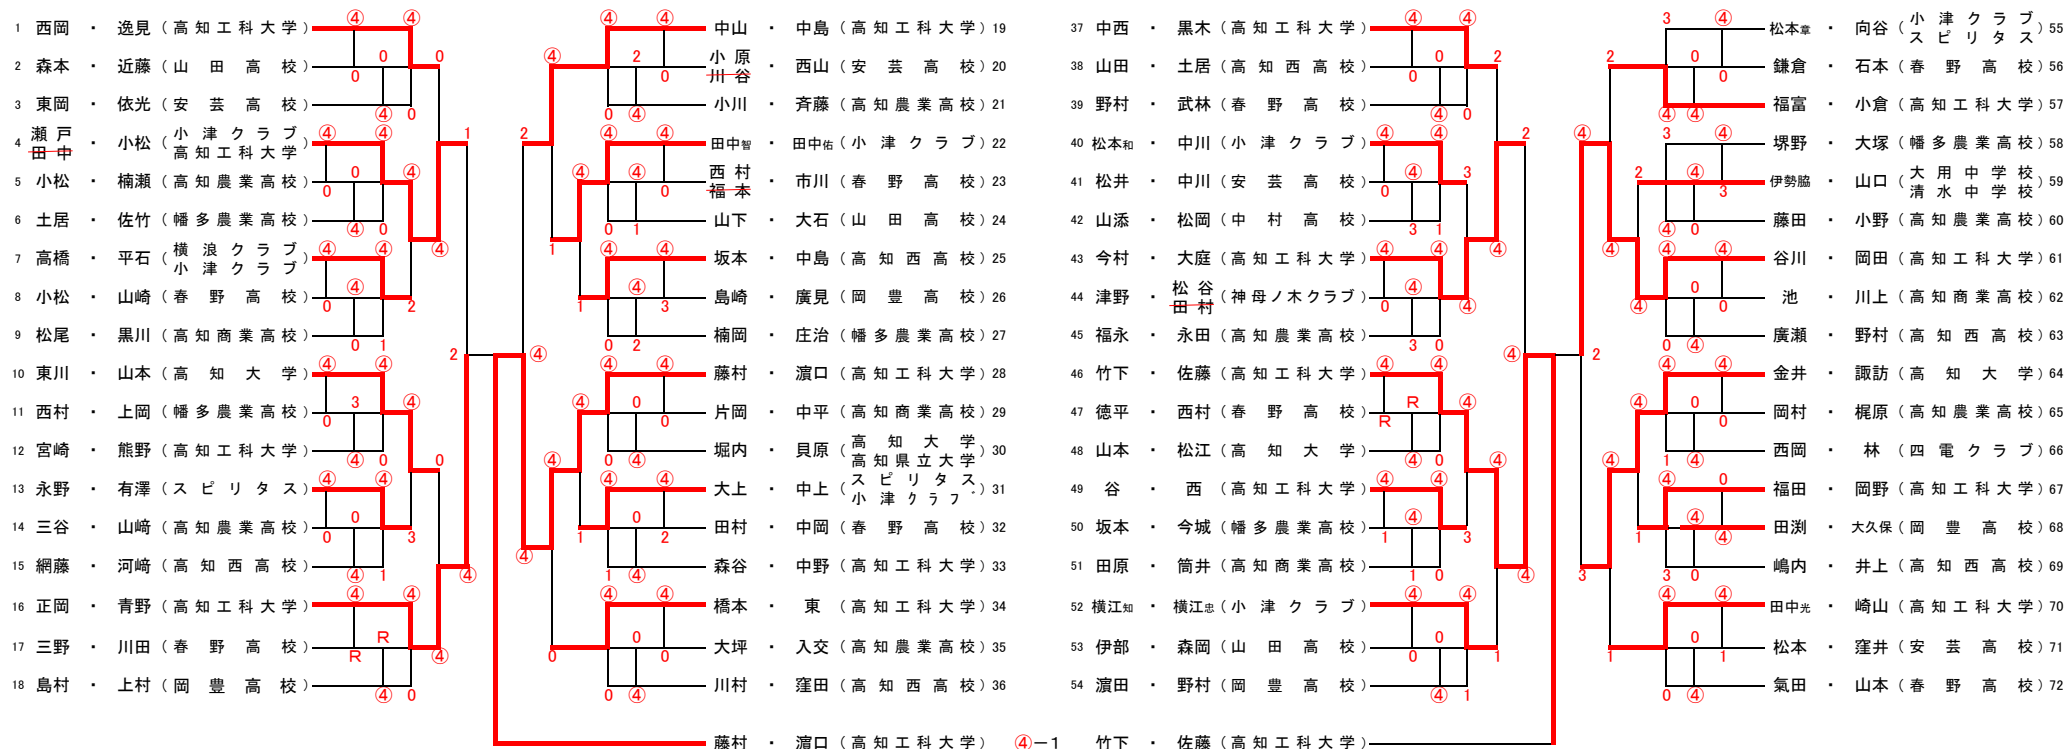 1 西岡 ・ 逸見 (高知工科大学)
2 森本 ・ 近藤 (山田高校)
3 東岡 ・ 依光 (安芸高校)
4 瀬戸 田中 ・ 小松 (小津クラブ 高知工科大学)
5 小松 ・ 楠瀬 (高知農業高校)
6 土居 ・ 佐竹 (幡多農業高校)
7 高橋 ・ 平石 (横浪クラブ 小津クラブ)
8 小松 ・ 山崎 (春野高校)
9 松尾 ・ 黒川 (高知商業高校)
10 東川 ・ 山本 (高知大学)
11 西村 ・ 上岡 (幡多農業高校)
12 宮崎 ・ 熊野 (高知工科大学)
13 永野 ・ 有澤 (スピリタス)
14 三谷 ・ 山﨑 (高知農業高校)
15 網藤 ・ 河﨑 (高知西高校)
16 正岡 ・ 青野 (高知工科大学)
17 三野 ・ 川田 (春野高校)
18 島村 ・ 上村 (岡豊高校)
中山 ・ 中島 (高知工科大学) 19
小原 川谷 ・ 西山 (安芸高校) 20
小川 ・ 斉藤 (高知農業高校) 21
田中智 ・ 田中佑 (小津クラブ) 22
西村 福本 ・ 市川 (春野高校) 23
山下 ・ 大石 (山田高校) 24
坂本 ・ 中島 (高知西高校) 25
島崎 ・ 廣見 (岡豊高校) 26
楠岡 ・ 庄治 (幡多農業高校) 27
藤村 ・ 濵口 (高知工科大学) 28
片岡 ・ 中平 (高知商業高校) 29
堀内 ・ 貝原 (高知大学 高知県立大学) 30
大上 ・ 中上 (スピリタス 小津クラブ) 31
田村 ・ 中岡 (春野高校) 32
森谷 ・ 中野 (高知工科大学) 33
橋本 ・ 東 (高知工科大学) 34
大坪 ・ 入交 (高知農業高校) 35
川村 ・ 窪田 (高知西高校) 36
37 中西 ・ 黒木 (高知工科大学)
38 山田 ・ 土居 (高知西高校)
39 野村 ・ 武林 (春野高校)
40 松本和 ・ 中川 (小津クラブ)
41 松井 ・ 中川 (安芸高校)
42 山添 ・ 松岡 (中村高校)
43 今村 ・ 大庭 (高知工科大学)
44 津野 ・ 松谷 田村 (神母ノ木クラブ)
45 福永 ・ 永田 (高知農業高校)
46 竹下 ・ 佐藤 (高知工科大学)
47 徳平 ・ 西村 (春野高校)
48 山本 ・ 松江 (高知大学)
49 谷 ・ 西 (高知工科大学)
50 坂本 ・ 今城 (幡多農業高校)
51 田原 ・ 筒井 (高知商業高校)
52 横江知 ・ 横江忠 (小津クラブ)
53 伊部 ・ 森岡 (山田高校)
54 濵田 ・ 野村 (岡豊高校)
松本章 ・ 向谷 (小津クラブ スピリタス) 55
鎌倉 ・ 石本 (春野高校) 56
福富 ・ 小倉 (高知工科大学) 57
堺野 ・ 大塚 (幡多農業高校) 58
伊勢脇 ・ 山口 (大用中学校 清水中学校) 59
藤田 ・ 小野 (高知農業高校) 60
谷川 ・ 岡田 (高知工科大学) 61
池 ・ 川上 (高知商業高校) 62
廣瀬 ・ 野村 (高知西高校) 63
金井 ・ 諏訪 (高知大学) 64
岡村 ・ 梶原 (高知農業高校) 65
西岡 ・ 林 (四電クラブ) 66
福田 ・ 岡野 (高知工科大学) 67
田渕 ・ 大久保 (岡豊高校) 68
嶋内 ・ 井上 (高知西高校) 69
田中光 ・ 崎山 (高知工科大学) 70
松本 ・ 窪井 (安芸高校) 71
氣田 ・ 山本 (春野高校) 72
藤村 ・ 濵口 (高知工科大学) ④－1 竹下 ・ 佐藤 (高知工科大学)